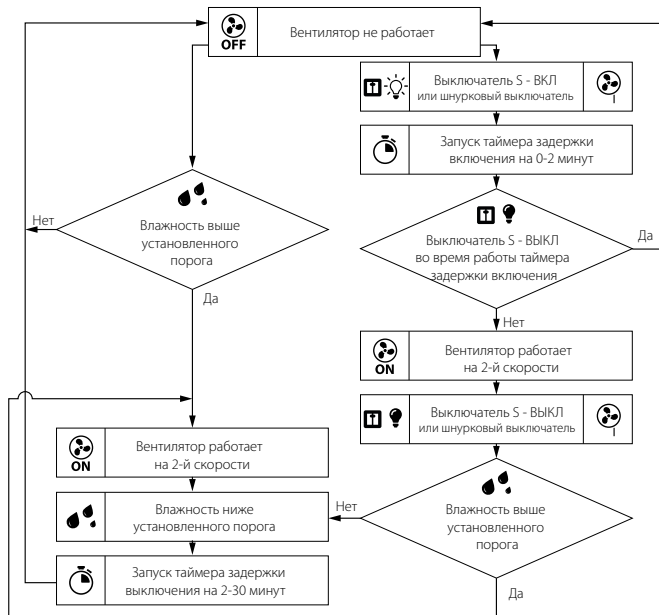 OFF
Вентилятор не работает
Выключатель S - ВКЛ
или шнурковый выключатель
Запуск таймера задержки
включения на 0-2 минут
Влажность выше
установленного
порога
Нет
Да
Выключатель S - ВЫКЛ
во время работы таймера
задержки включения
Да
Нет
ON
Вентилятор работает
на 2-й скорости
Выключатель S - ВЫКЛ
или шнурковый выключатель
ON
Вентилятор работает
на 2-й скорости
Влажность выше
установленного
порога
Нет
Да
Влажность ниже
установленного порога
Запуск таймера задержки
выключения на 2-30 минут